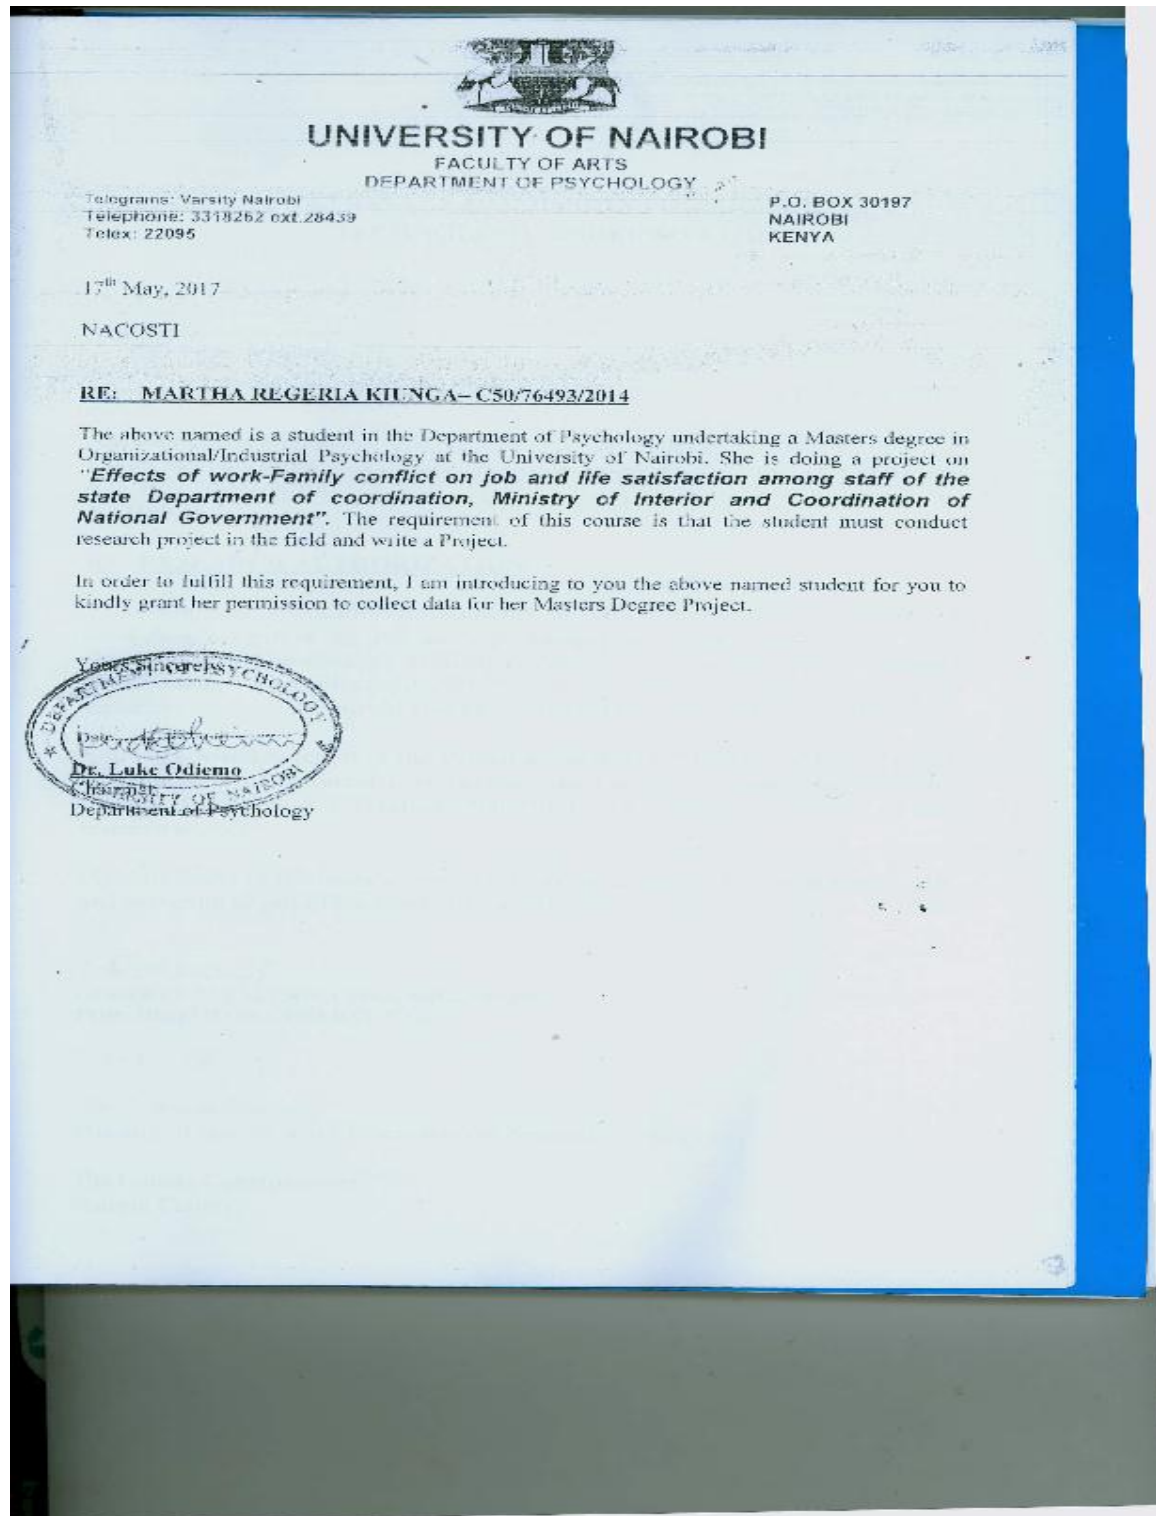 UNIVERSITY OF NAIROBI
FACULTY OF ARTS
DEPARTMENT OF PSYCHOLOGY
Telegrams: Varsity Nairobi
Telephone: 3318262 ext.28439
Telex: 22095
P.O. BOX 30197
NAIROBI
KENYA
17th May, 2017
NACOSTI
RE: MARTHA REGERIA KIUNGA– C50/76493/2014
The above named is a student in the Department of Psychology undertaking a Masters degree in
Organizational/Industrial Psychology at the University of Nairobi. She is doing a project on
"Effects of work-Family conflict on job and life satisfaction among staff of the
state Department of coordination, Ministry of Interior and Coordination of
National Government". The requirement of this course is that the student must conduct
research project in the field and write a Project.
In order to fulfill this requirement, I am introducing to you the above named student for you to
kindly grant her permission to collect data for her Masters Degree Project.
Yours Sincerely
DEPARTMENT OF PSYCHOLOGY
Dr. Luke Odiemo
Chairman
UNIVERSITY OF NAIROBI
Department of Psychology